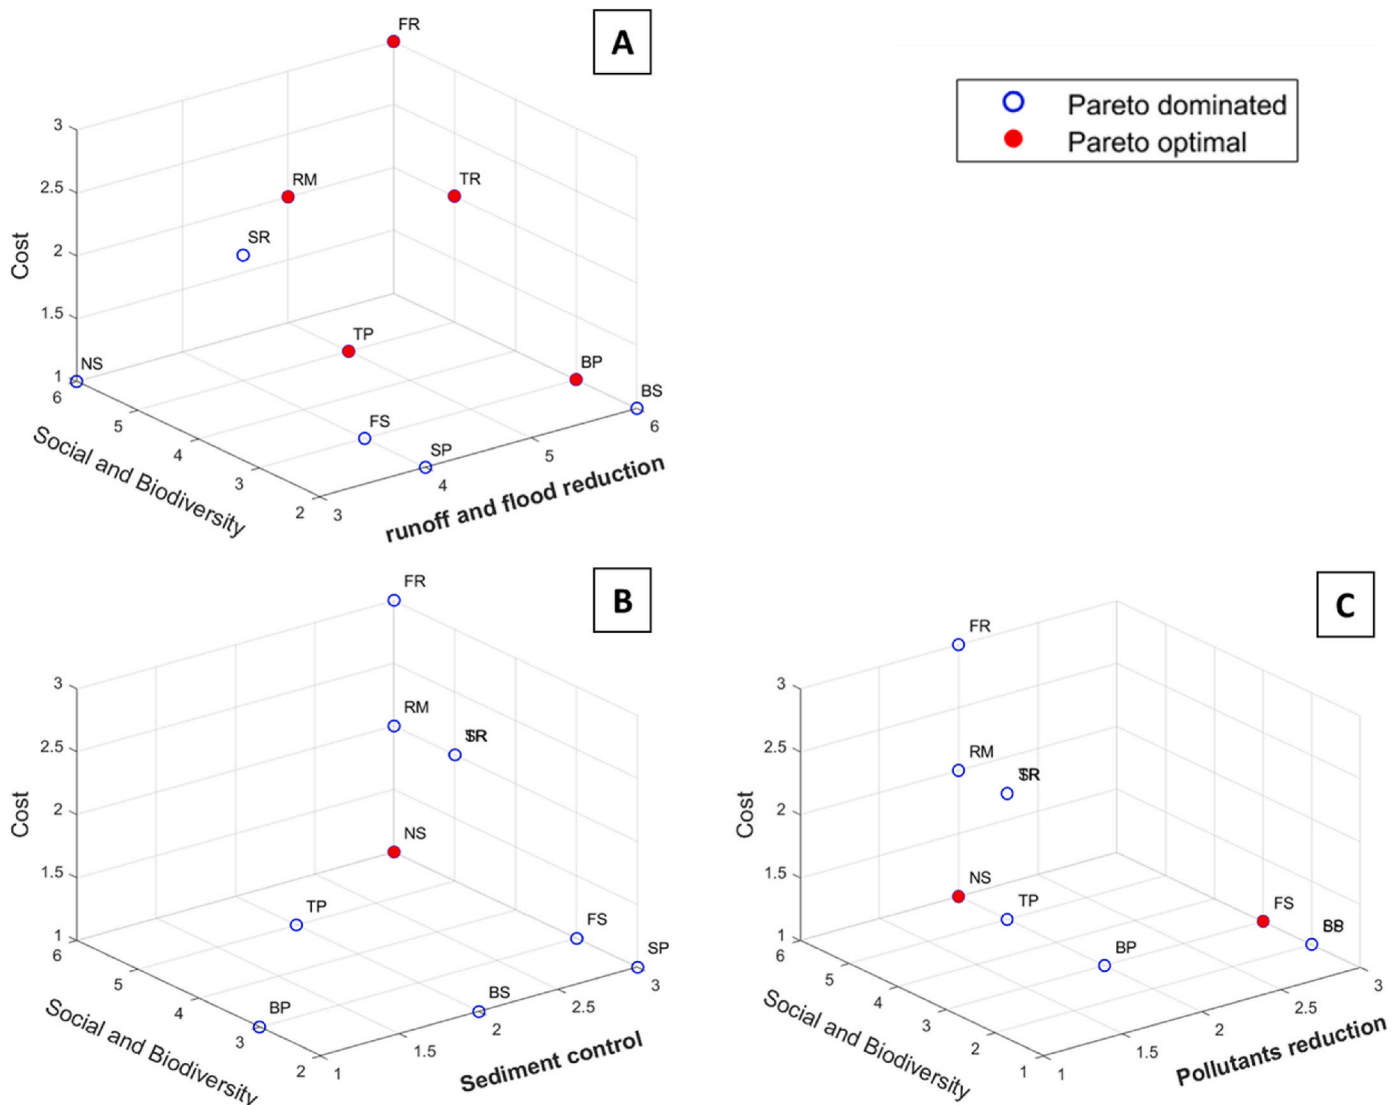 FR
A
Pareto dominated
Pareto optimal
3
2.5
2
1.5
1
Cost
RM
TR
SR
TP
NS
BP
BS
FS
SP
6
5
4
3
2
Social and Biodiversity
3
4
5
6
runoff and flood reduction
B
FR
3
2.5
2
1.5
1
Cost
RM
NS
TP
FS
SP
BS
BP
6
5
4
3
2
Social and Biodiversity
1
1.5
2
2.5
3
Sediment control
C
FR
3
2.5
2
1.5
1
Cost
RM
NS
TP
FS
BP
6
5
4
3
2
1
Social and Biodiversity
1
1.5
2
2.5
3
Pollutants reduction